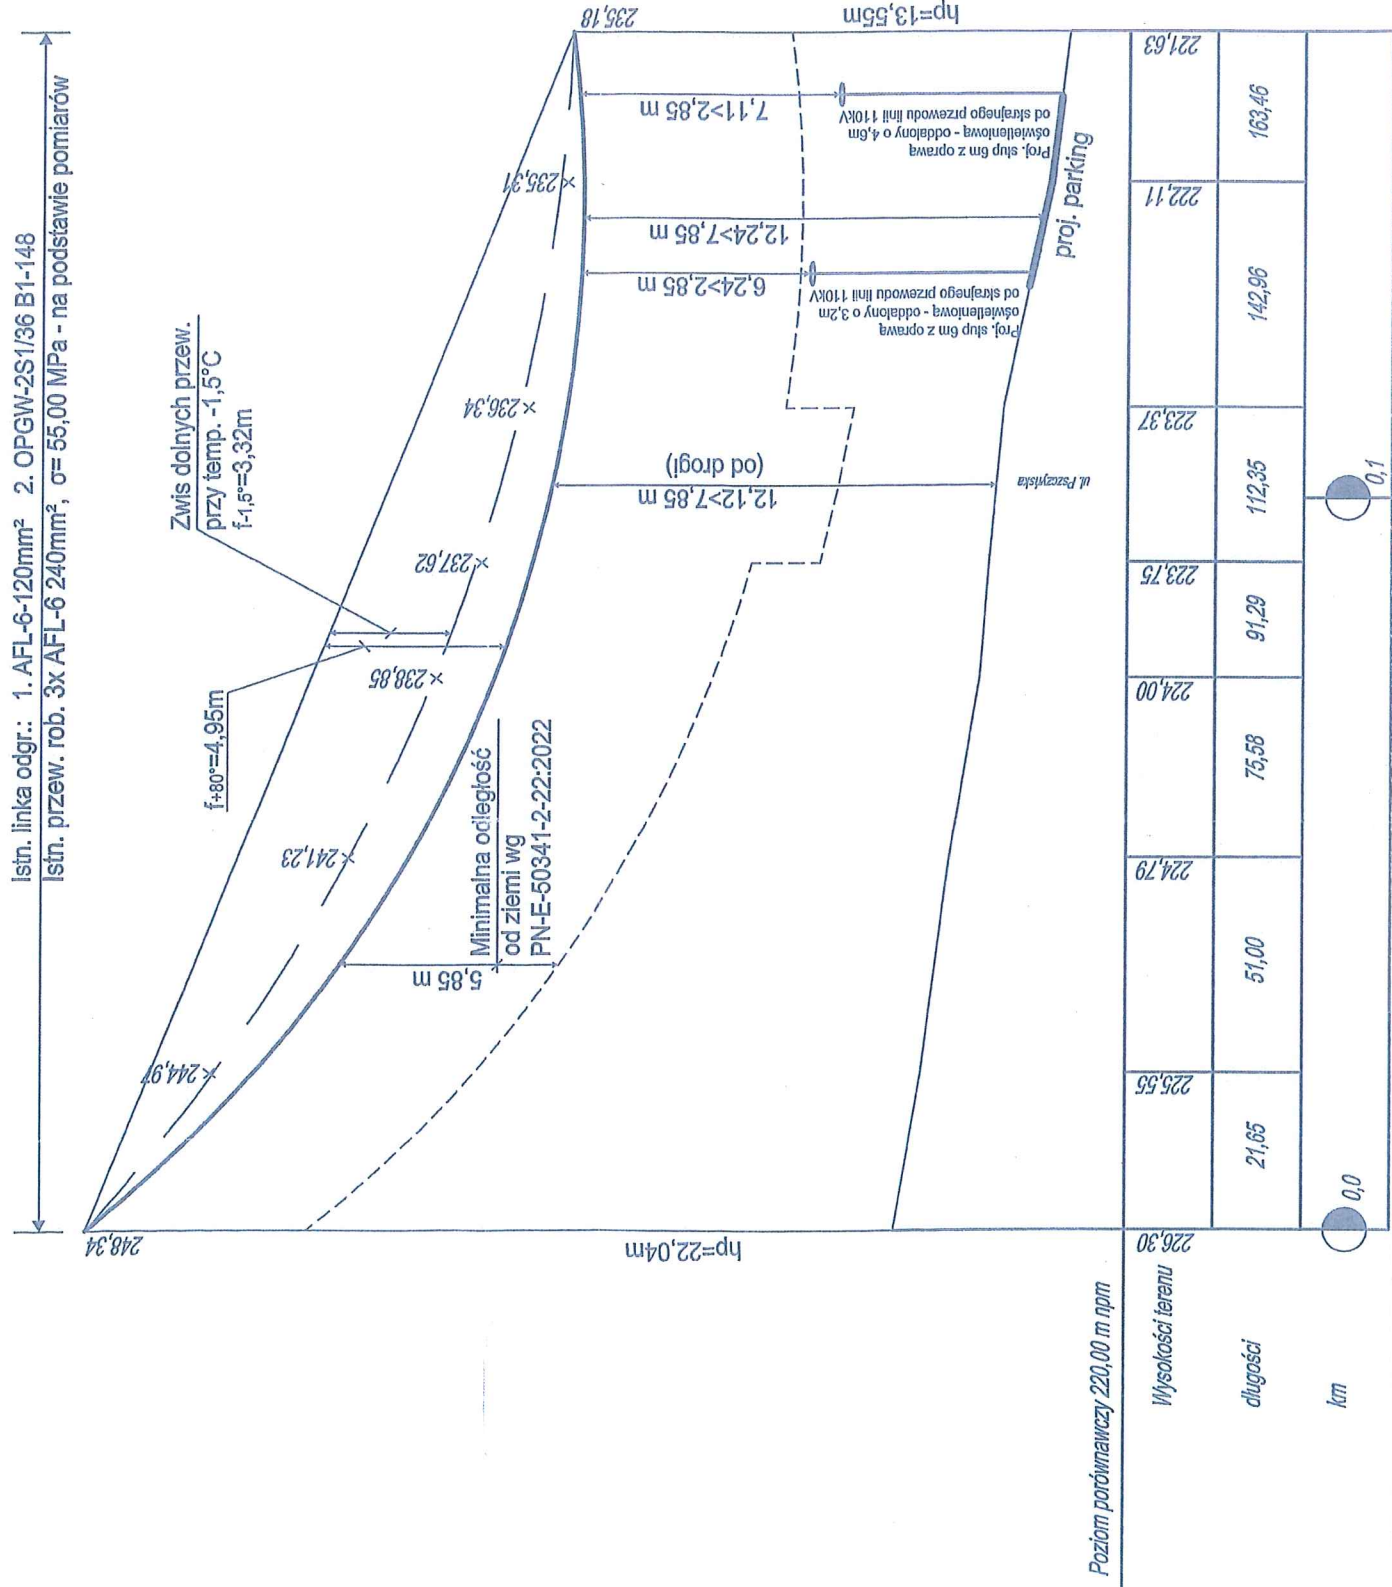 Istn. linka odgr.: 1. AFL-6-120mm² 2. OPGW-2S1/36 B1-148
Istn. przew. rob. 3x AFL-6 240mm², σ= 55,00 MPa - na podstawie pomiarów
235,18
hp=13,55m
7,11>2,85 m
Proj. słup 6m z oprawą
oświetleniową - oddalony o 4,6m
od skrajnego przewodu linii 110kV
235,31
12,24>7,85 m
proj. parking
6,24>2,85 m
Proj. słup 6m z oprawą
oświetleniową - oddalony o 3,2m
od skrajnego przewodu linii 110kV
Zwis dolnych przew.
przy temp. -1,5°C
f-1,5°=3,32m
236,34
12,12>7,85 m
(od drogi)
ul. Pszczyńska
237,62
f+80°=4,95m
238,85
241,23
Minimalna odległość
od ziemi wg
PN-E-50341-2-22:2022
5,85 m
244,97
248,34
hp=22,04m
Poziom porównawczy 220,00 m npm
Wysokości terenu
226,30
225,55
224,79
224,00
223,75
223,37
222,11
221,63
długości
21,65
51,00
75,58
91,29
112,35
142,96
163,46
km
0,0
0,1